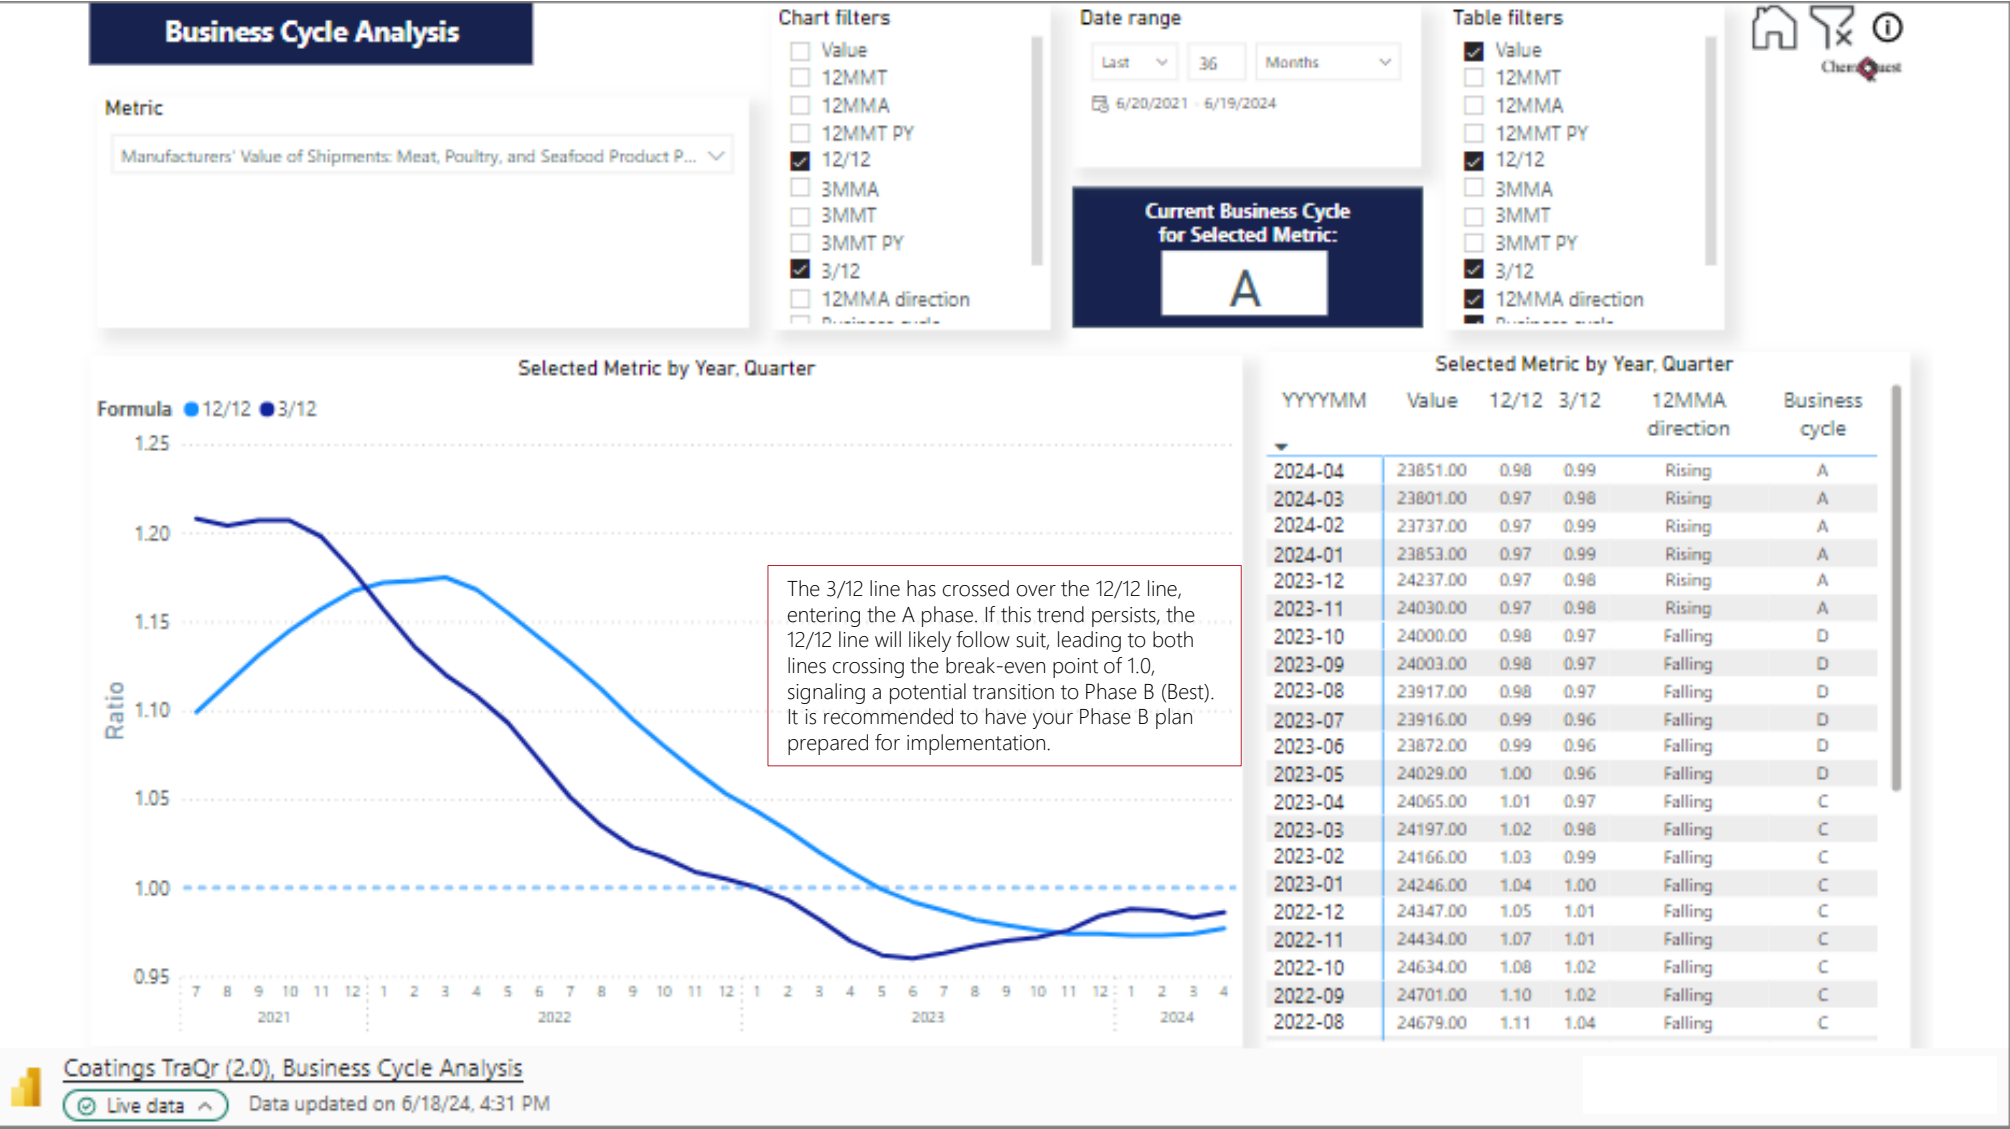 Business Cycle Analysis
Metric
Manufacturers' Value of Shipments: Meat, Poultry, and Seafood Product P...
Chart filters
Value
12MMT
12MMA
12MMT PY
12/12
3MMA
3MMT
3MMT PY
3/12
12MMA direction
Date range
Last 36 Months
6/20/2021 - 6/19/2024
Current Business Cycle
for Selected Metric:
A
Table filters
Value
12MMT
12MMA
12MMT PY
12/12
3MMA
3MMT
3MMT PY
3/12
12MMA direction
ChemQuest
Selected Metric by Year, Quarter
Formula 12/12 3/12
1.25
1.20
1.15
1.10
1.05
1.00
0.95
Ratio
The 3/12 line has crossed over the 12/12 line,
entering the A phase. If this trend persists, the
12/12 line will likely follow suit, leading to both
lines crossing the break-even point of 1.0,
signaling a potential transition to Phase B (Best).
It is recommended to have your Phase B plan
prepared for implementation.
7 8 9 10 11 12 1 2 3 4 5 6 7 8 9 10 11 12 1 2 3 4 5 6 7 8 9 10 11 12 1 2 3 4
2021 2022 2023 2024
Selected Metric by Year, Quarter
YYYYMM Value 12/12 3/12 12MMA Business
direction cycle
2024-04 23851.00 0.98 0.99 Rising A
2024-03 23801.00 0.97 0.98 Rising A
2024-02 23737.00 0.97 0.99 Rising A
2024-01 23853.00 0.97 0.99 Rising A
2023-12 24237.00 0.97 0.98 Rising A
2023-11 24030.00 0.97 0.98 Rising A
2023-10 24000.00 0.98 0.97 Falling D
2023-09 24003.00 0.98 0.97 Falling D
2023-08 23917.00 0.98 0.97 Falling D
2023-07 23916.00 0.99 0.96 Falling D
2023-06 23872.00 0.99 0.96 Falling D
2023-05 24029.00 1.00 0.96 Falling D
2023-04 24065.00 1.01 0.97 Falling C
2023-03 24197.00 1.02 0.98 Falling C
2023-02 24166.00 1.03 0.99 Falling C
2023-01 24246.00 1.04 1.00 Falling C
2022-12 24347.00 1.05 1.01 Falling C
2022-11 24434.00 1.07 1.01 Falling C
2022-10 24634.00 1.08 1.02 Falling C
2022-09 24701.00 1.10 1.02 Falling C
2022-08 24679.00 1.11 1.04 Falling C
Coatings TraQr (2.0), Business Cycle Analysis
Live data Data updated on 6/18/24, 4:31 PM